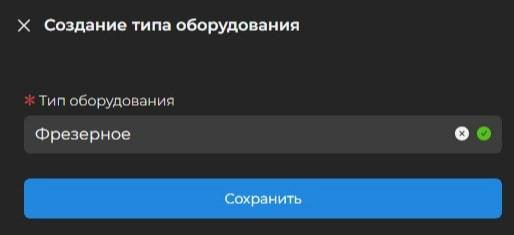 Создание типа оборудования
* Тип оборудования
Фрезерное
Сохранить